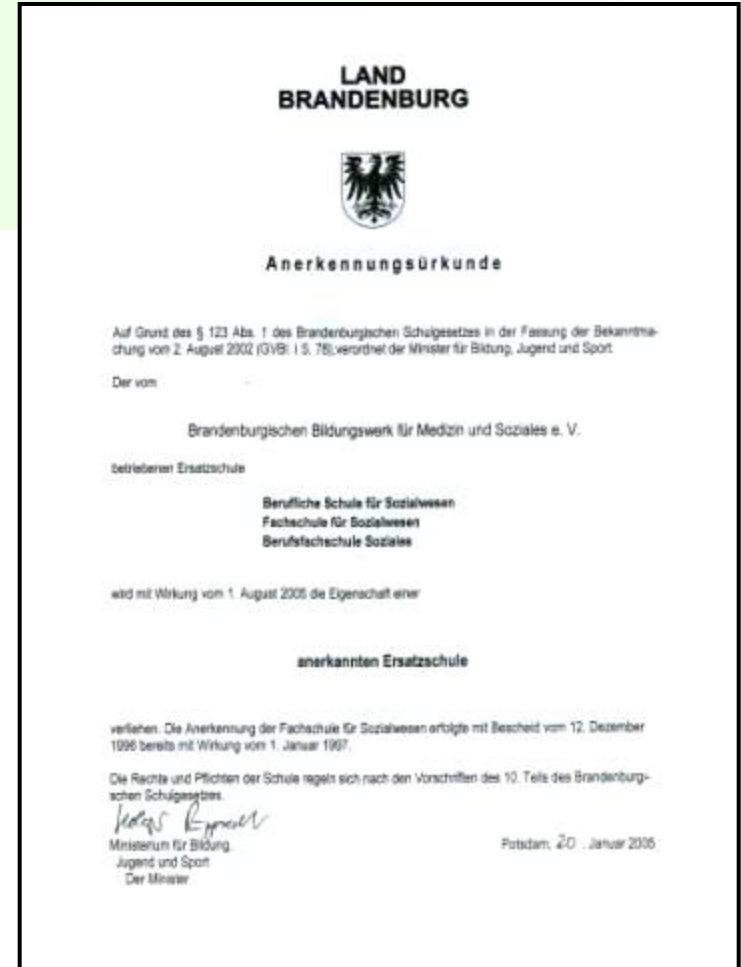 LAND
BRANDENBURG
Anerkennungsürkunde
Auf Grund des § 123 Abs. 1 des Brandenburgischen Schulgesetzes in der Fassung der Bekanntma-
chung vom 2. August 2002 (GVBl. I S. 78),verordnet der Minister für Bildung, Jugend und Sport
Der vom
Brandenburgischen Bildungswerk für Medizin und Soziales e. V.
betriebenen Ersatzschule
Berufliche Schule für Sozialwesen
Fachschule für Sozialwesen
Berufsfachschule Soziales
wird mit Wirkung vom 1. August 2005 die Eigenschaft einer
anerkannten Ersatzschule
verliehen. Die Anerkennung der Fachschule für Sozialwesen erfolgte mit Bescheid vom 12. Dezember
1996 bereits mit Wirkung vom 1. Januar 1997.
Die Rechte und Pflichten der Schule regeln sich nach den Vorschriften des 10. Teils des Brandenburgi-
schen Schulgesetzes.
Ministerium für Bildung,
Jugend und Sport
Der Minister
Potsdam, 20. Januar 2005